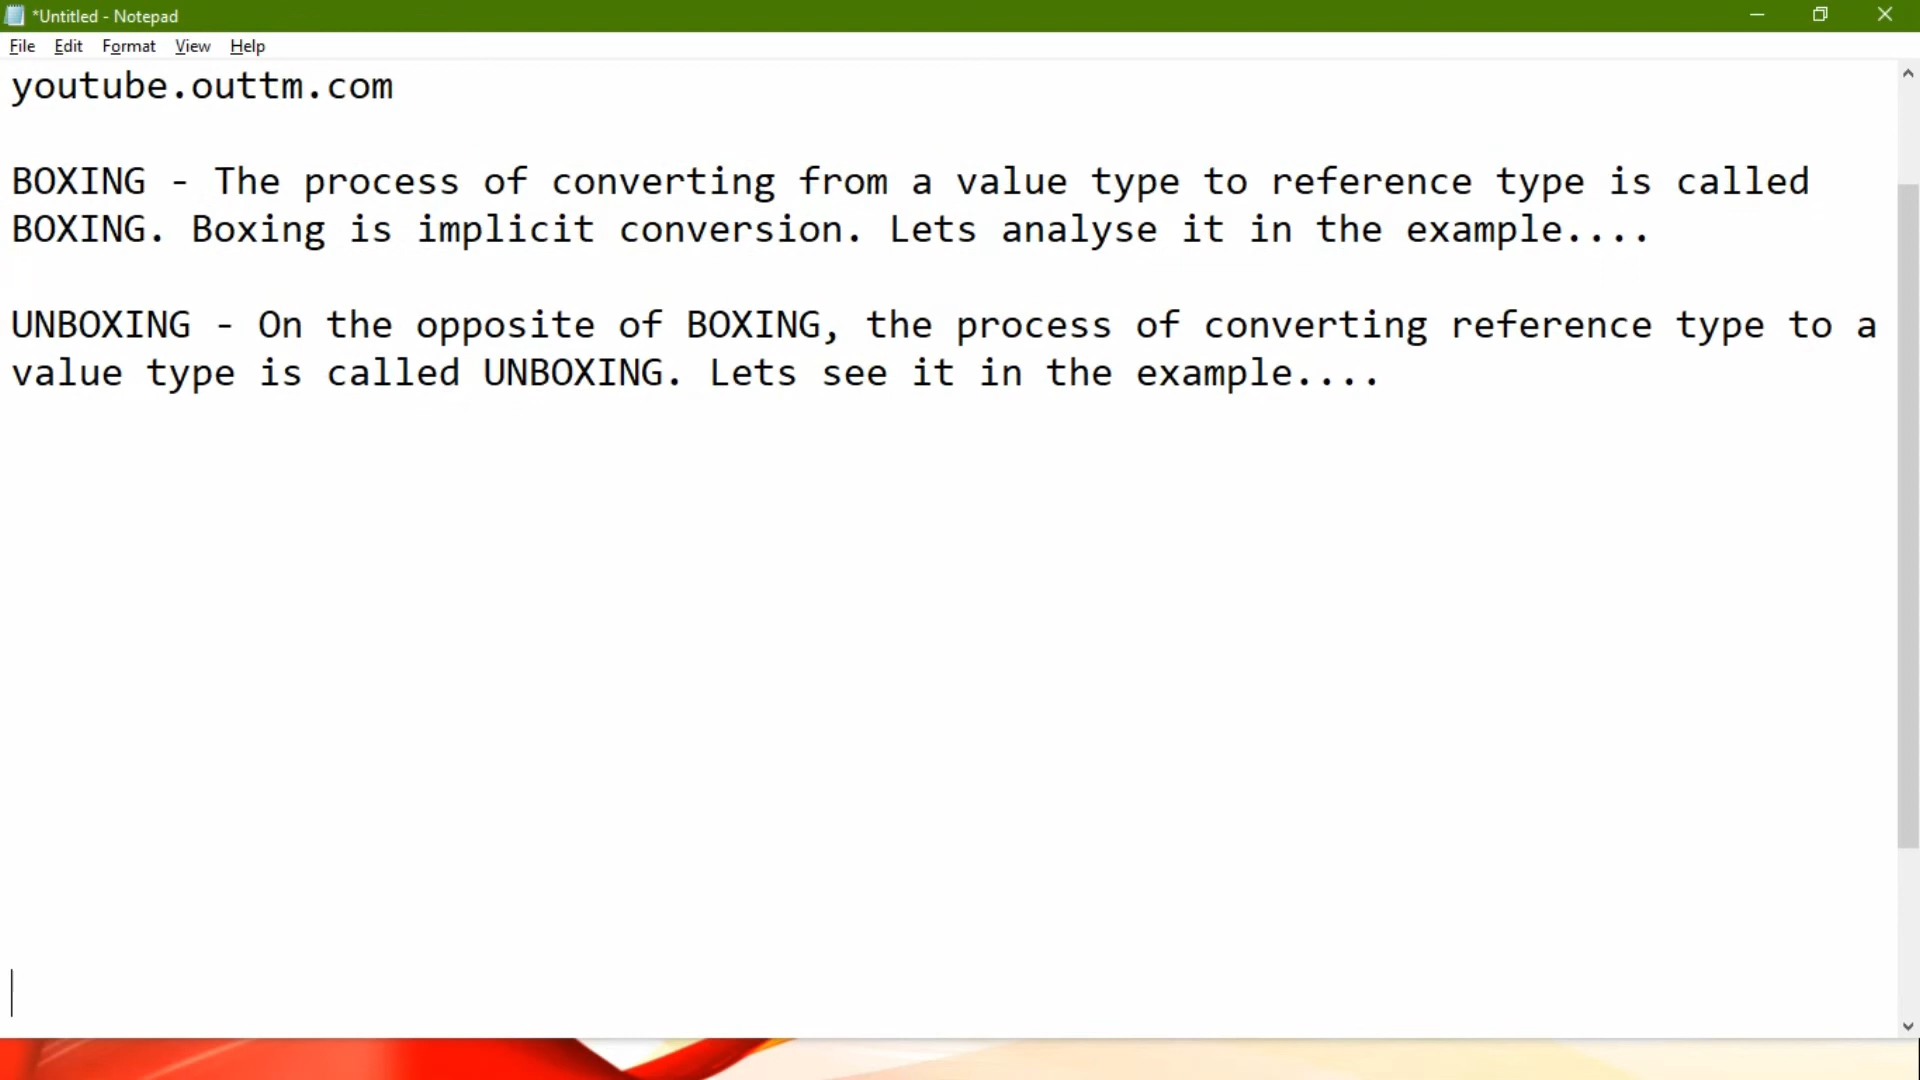 *Untitled - Notepad
File Edit Format View Help
youtube.outtm.com
BOXING - The process of converting from a value type to reference type is called
BOXING. Boxing is implicit conversion. Lets analyse it in the example....
UNBOXING - On the opposite of BOXING, the process of converting reference type to a
value type is called UNBOXING. Lets see it in the example....